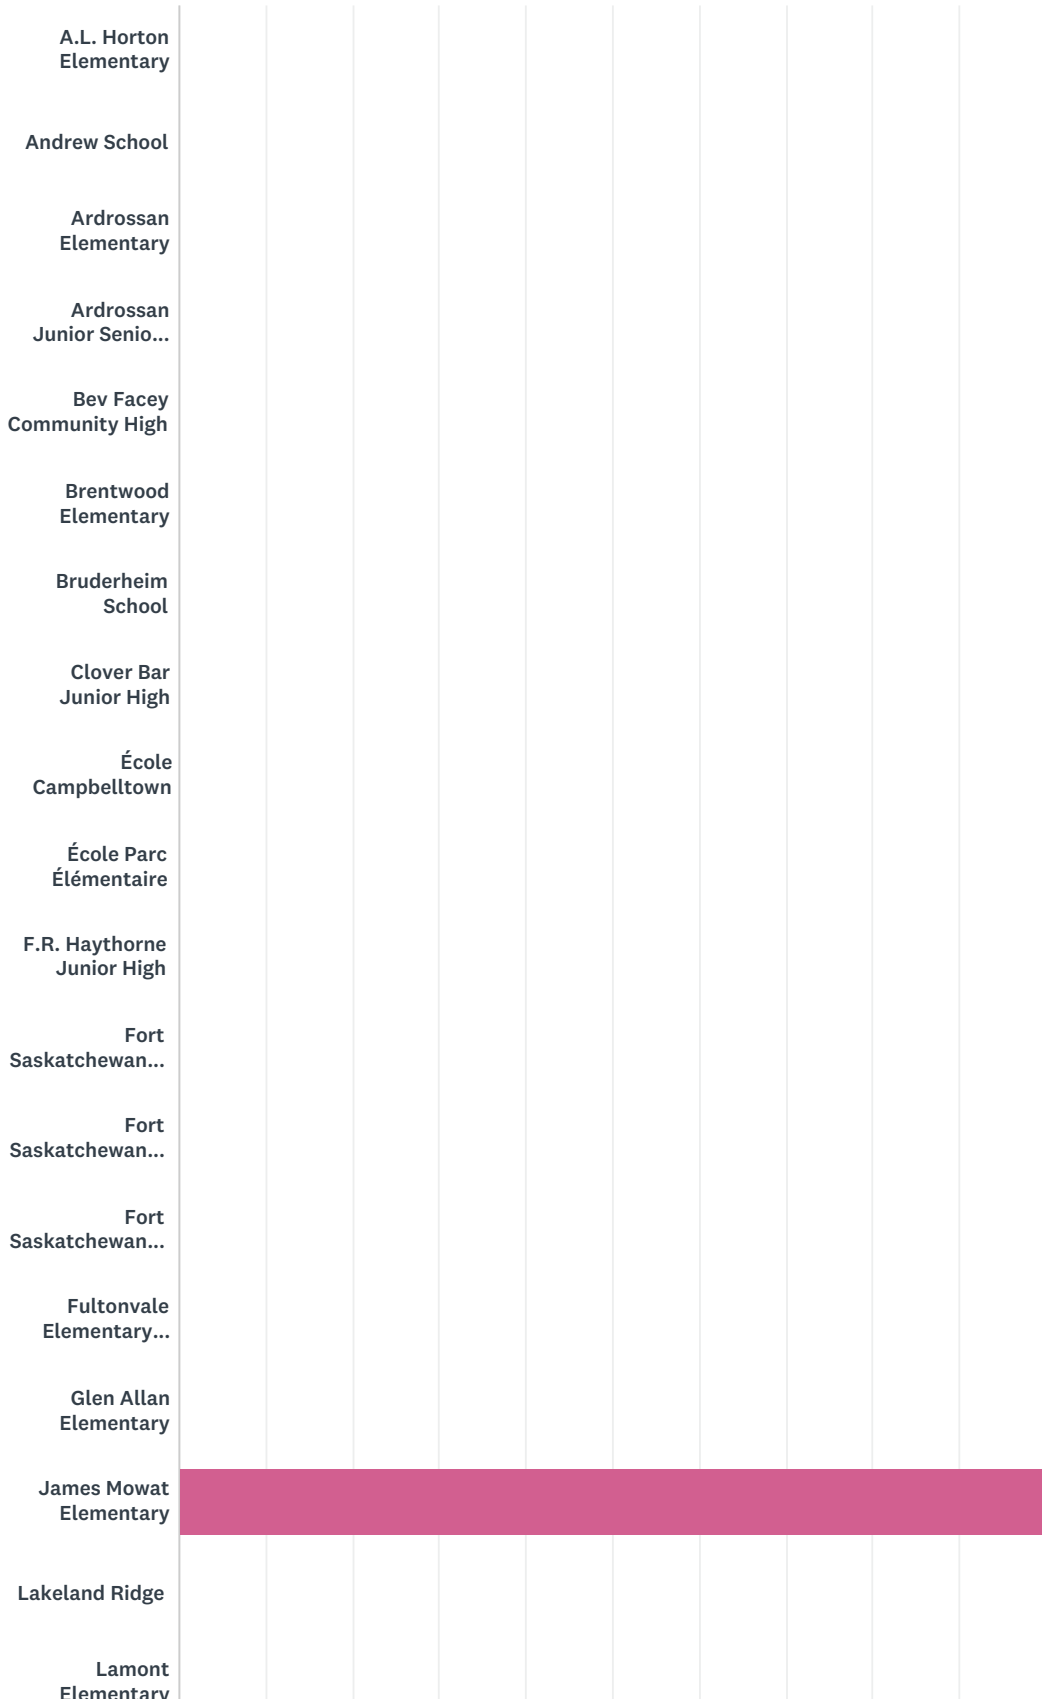 A.L. Horton
Elementary
Andrew School
Ardrossan
Elementary
Ardrossan
Junior Senio...
Bev Facey
Community High
Brentwood
Elementary
Bruderheim
School
Clover Bar
Junior High
École
Campbelltown
École Parc
Élémentaire
F.R. Haythorne
Junior High
Fort
Saskatchewan...
Fort
Saskatchewan...
Fort
Saskatchewan...
Fultonvale
Elementary...
Glen Allan
Elementary
James Mowat
Elementary
Lakeland Ridge
Lamont
Elementary